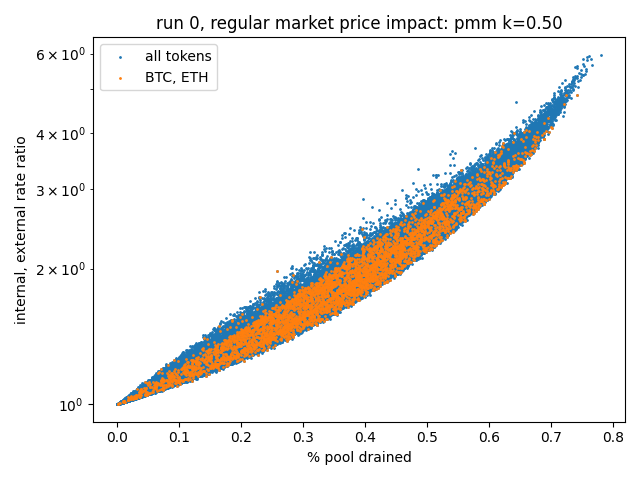 run 0, regular market price impact: pmm k=0.50
all tokens
BTC, ETH
6 × 10⁰
4 × 10⁰
3 × 10⁰
2 × 10⁰
10⁰
internal, external rate ratio
0.0 0.1 0.2 0.3 0.4 0.5 0.6 0.7 0.8
% pool drained